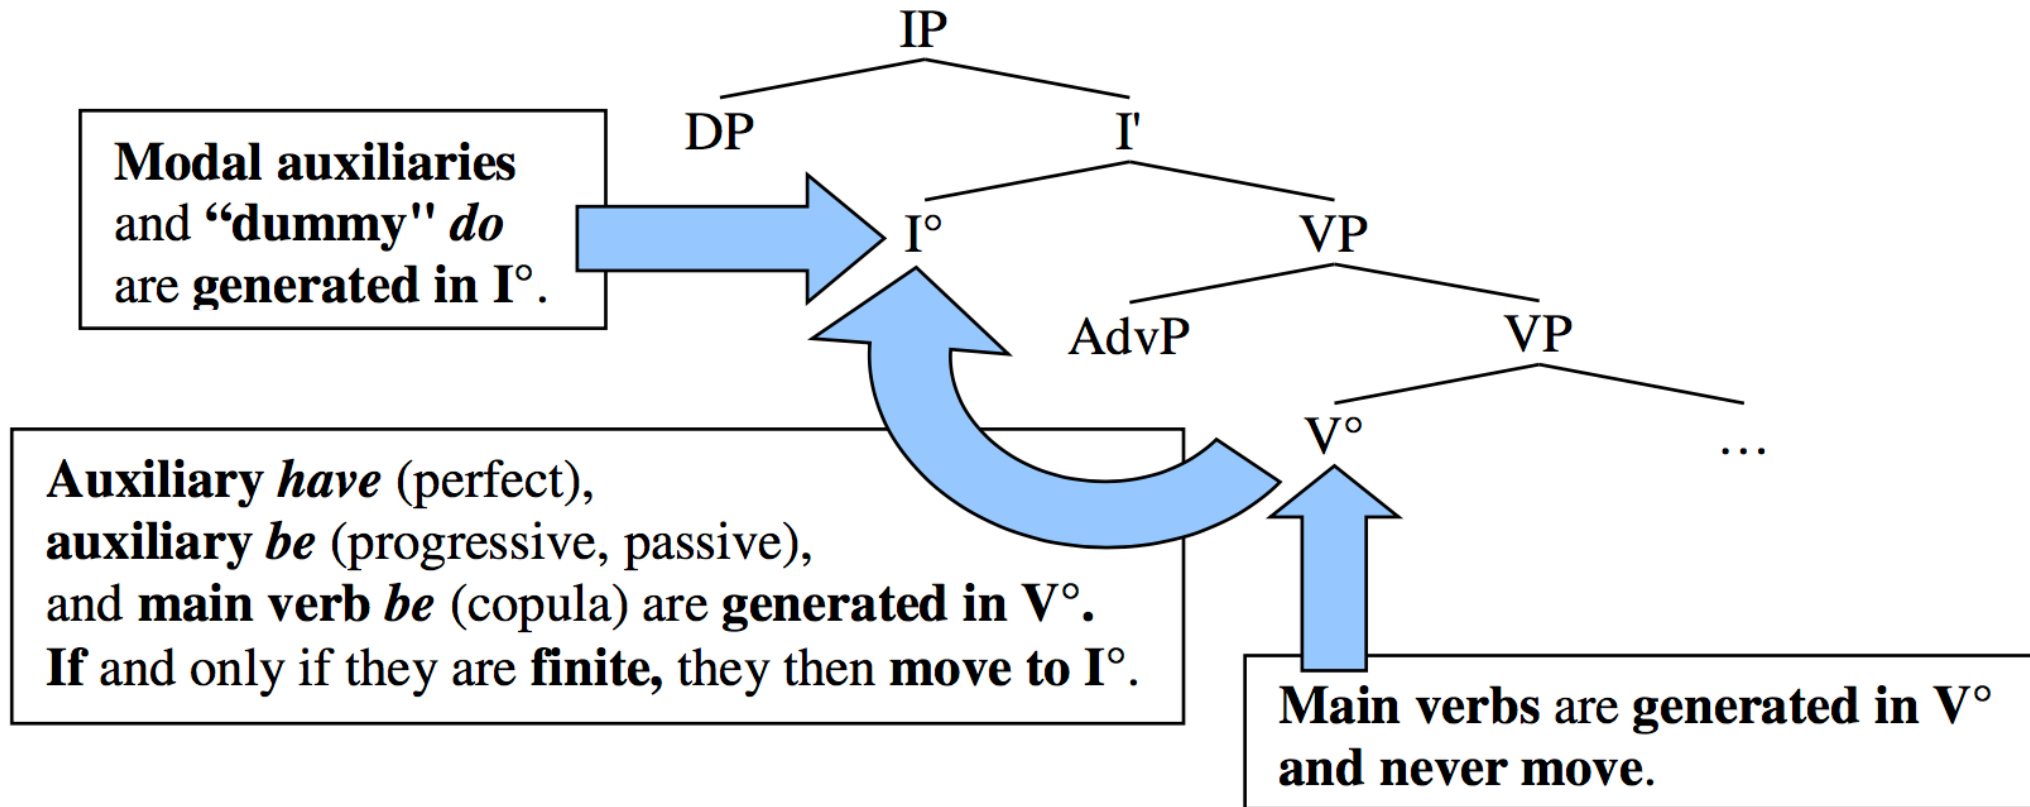 IP
DP
I'
Modal auxiliaries
and “dummy" do
are generated in I°.
I°
VP
AdvP
VP
V°
…
Auxiliary have (perfect),
auxiliary be (progressive, passive),
and main verb be (copula) are generated in V°.
If and only if they are finite, they then move to I°.
Main verbs are generated in V°
and never move.